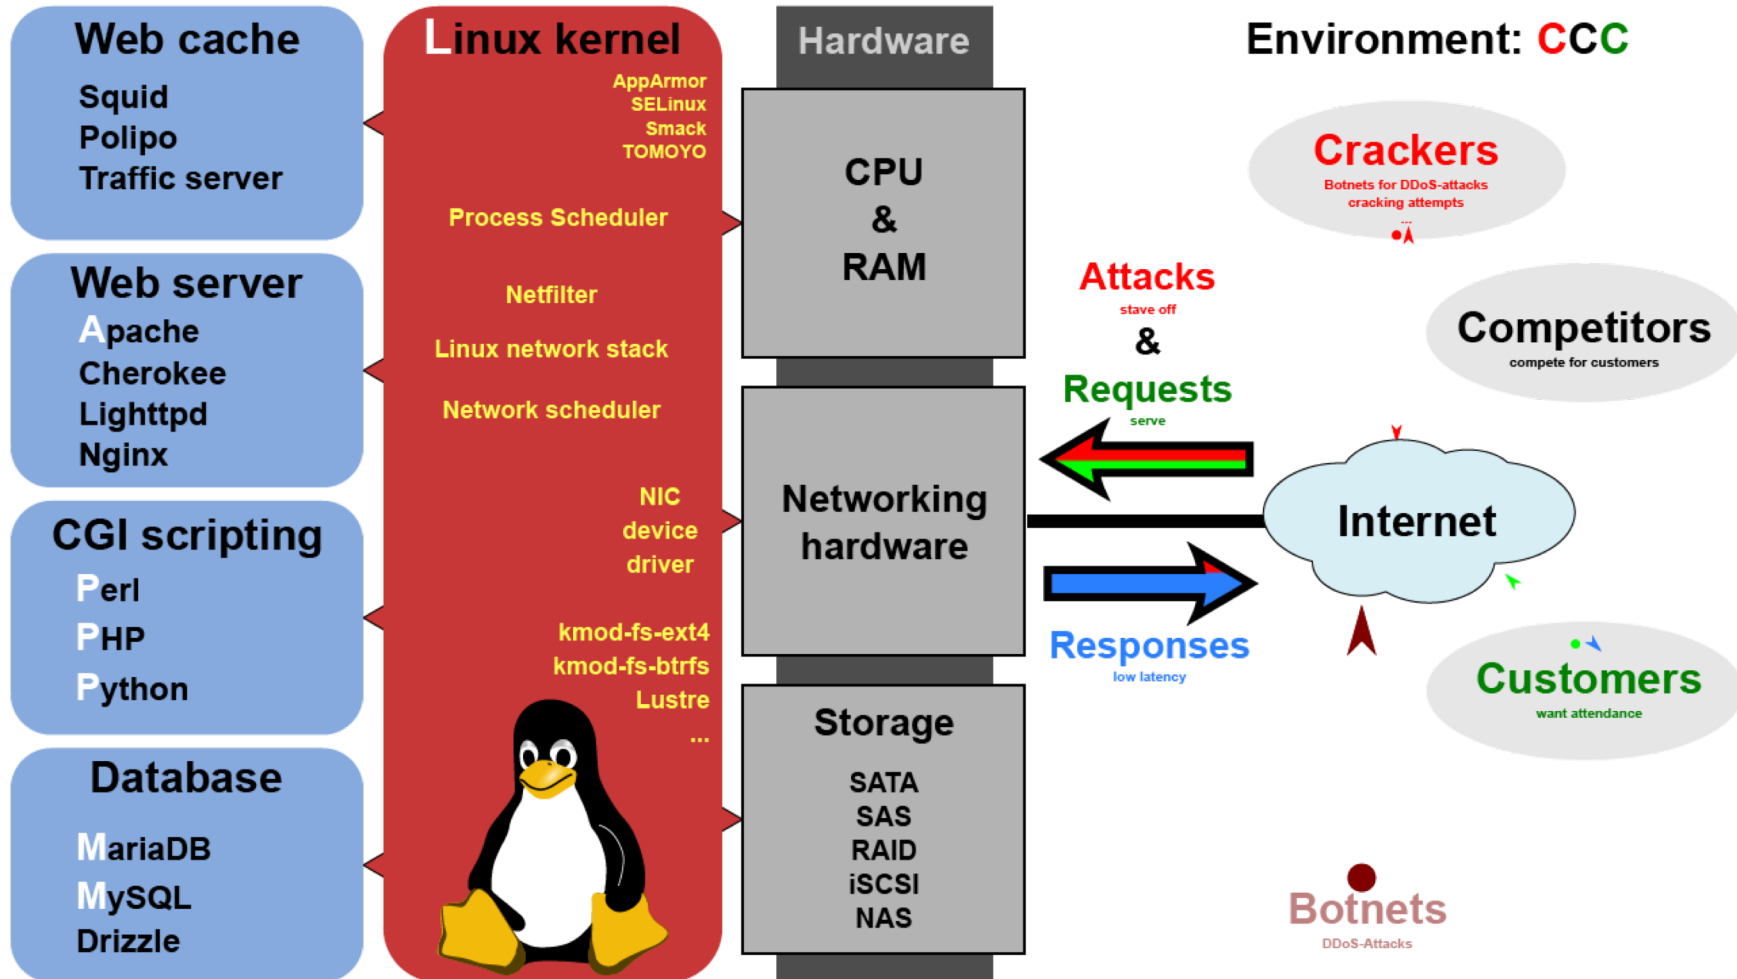 Web cache
Squid
Polipo
Traffic server
Web server
Apache
Cherokee
Lighttpd
Nginx
CGI scripting
Perl
PHP
Python
Database
MariaDB
MySQL
Drizzle
Linux kernel
AppArmor
SELinux
Smack
TOMOYO
Process Scheduler
Netfilter
Linux network stack
Network scheduler
NIC
device
driver
kmod-fs-ext4
kmod-fs-btrfs
Lustre
...
Hardware
CPU
&
RAM
Networking
hardware
Storage
SATA
SAS
RAID
iSCSI
NAS
Environment: CCC
Crackers
Botnets for DDoS-attacks
cracking attempts
...
Attacks
stave off
&
Requests
serve
Competitors
compete for customers
Internet
Responses
low latency
Customers
want attendance
Botnets
DDoS-Attacks